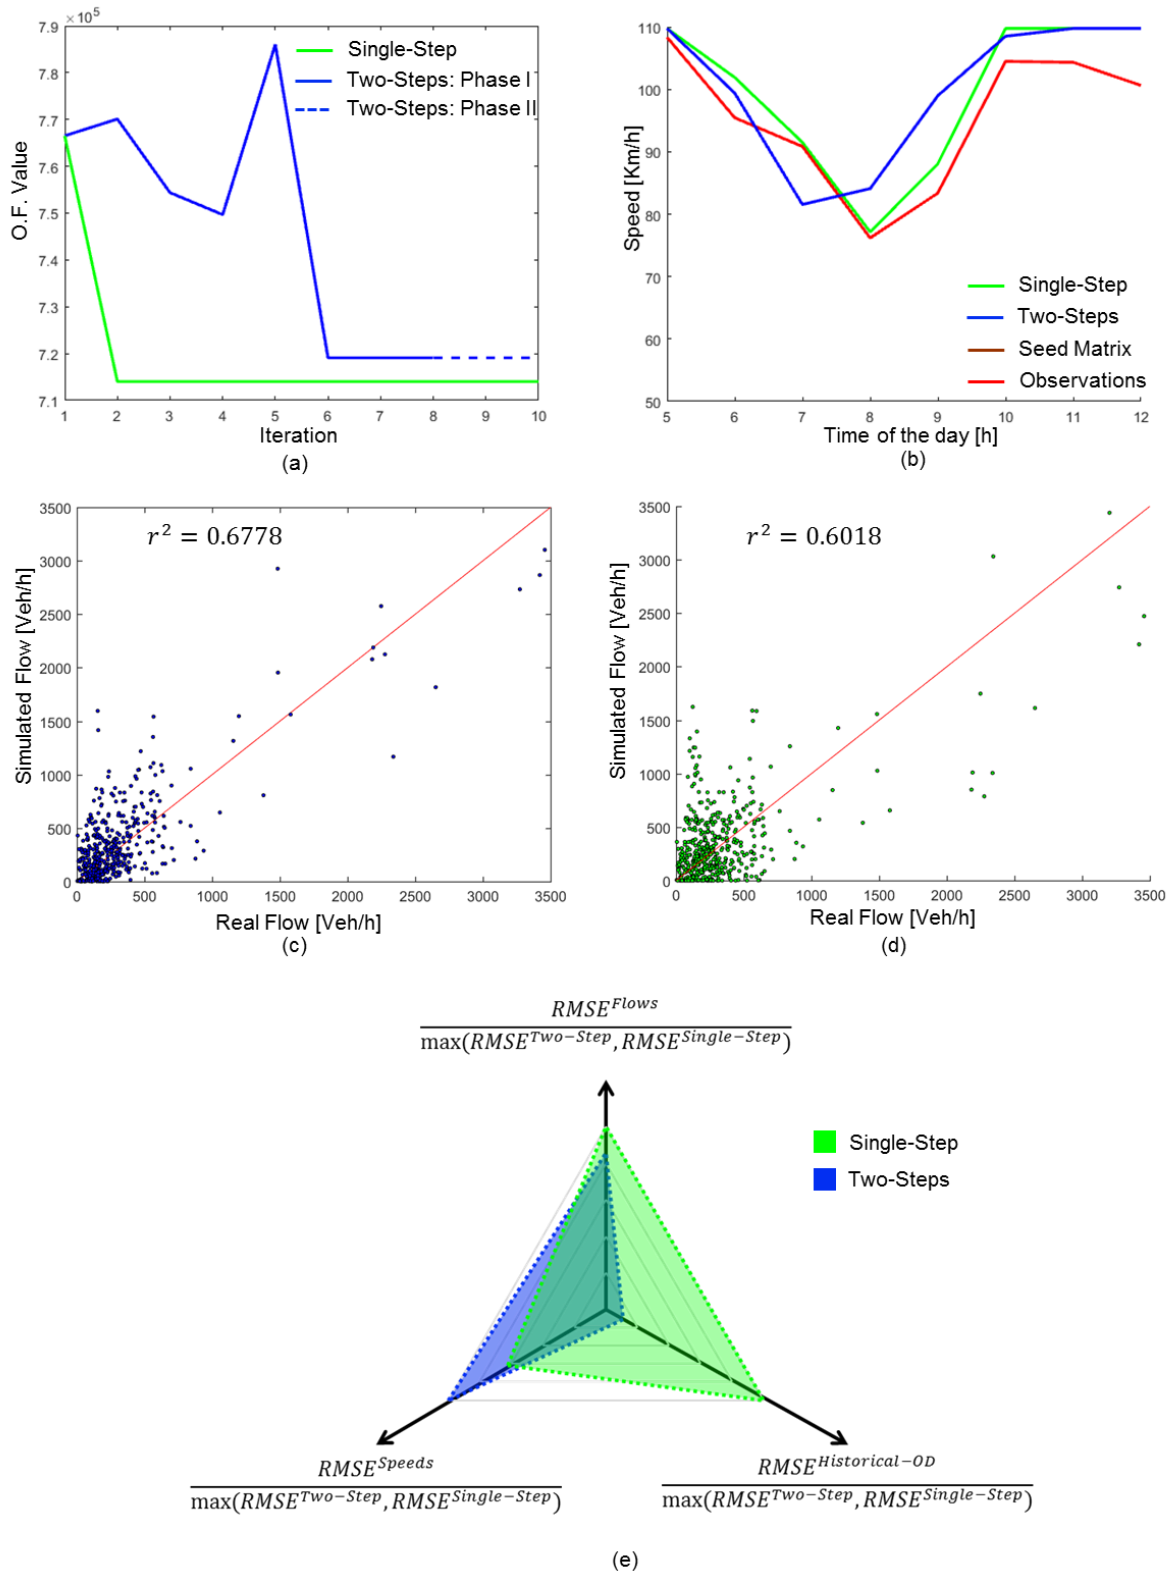 × 10⁵
7.9
7.8
7.7
7.6
7.5
7.4
7.3
7.2
7.1
O.F. Value
Single-Step
Two-Steps: Phase I
Two-Steps: Phase II
1 2 3 4 5 6 7 8 9 10
Iteration
(a)
110
100
90
80
70
60
50
Speed [Km/h]
Single-Step
Two-Steps
Seed Matrix
Observations
5 6 7 8 9 10 11 12
Time of the day [h]
(b)
3500
3000
2500
2000
1500
1000
500
0
Simulated Flow [Veh/h]
r² = 0.6778
0 500 1000 1500 2000 2500 3000 3500
Real Flow [Veh/h]
(c)
3500
3000
2500
2000
1500
1000
500
0
Simulated Flow [Veh/h]
r² = 0.6018
0 500 1000 1500 2000 2500 3000 3500
Real Flow [Veh/h]
(d)
RMSE^Flows
max(RMSE^Two−Step, RMSE^Single−Step)
Single-Step
Two-Steps
RMSE^Speeds
max(RMSE^Two−Step, RMSE^Single−Step)
RMSE^Historical−OD
max(RMSE^Two−Step, RMSE^Single−Step)
(e)